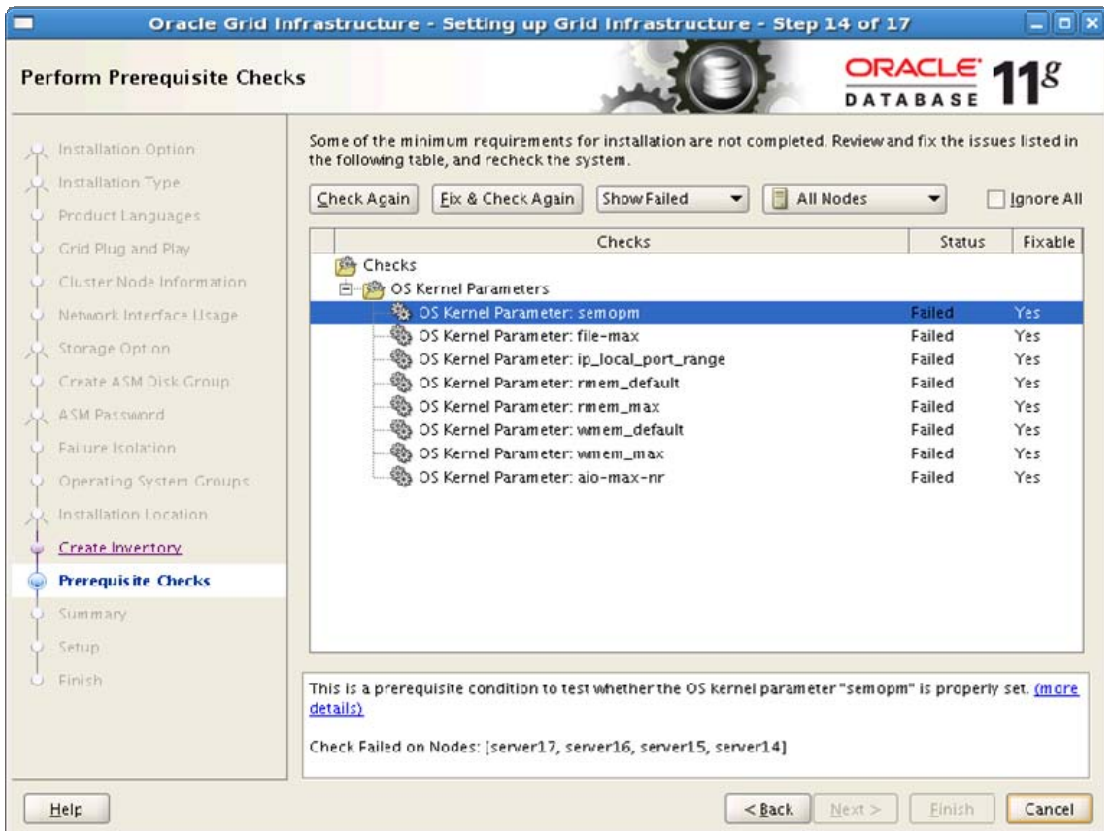 Oracle Grid Infrastructure - Setting up Grid Infrastructure - Step 14 of 17
Perform Prerequisite Checks
ORACLE
DATABASE
11g
Installation Option
Installation Type
Product Languages
Grid Plug and Play
Cluster Node Information
Network Interface Usage
Storage Option
Create ASM Disk Group
ASM Password
Failure Isolation
Operating System Groups
Installation Location
Create Inventory
Prerequisite Checks
Summary
Setup
Finish
Some of the minimum requirements for installation are not completed. Review and fix the issues listed in
the following table, and recheck the system.
Check Again Fix & Check Again Show Failed All Nodes Ignore All
Checks Status Fixable
Checks
OS Kernel Parameters
OS Kernel Parameter: semopm Failed Yes
OS Kernel Parameter: file-max Failed Yes
OS Kernel Parameter: ip_local_port_range Failed Yes
OS Kernel Parameter: rmem_default Failed Yes
OS Kernel Parameter: rmem_max Failed Yes
OS Kernel Parameter: wmem_default Failed Yes
OS Kernel Parameter: wmem_max Failed Yes
OS Kernel Parameter: aio-max-nr Failed Yes
This is a prerequisite condition to test whether the OS kernel parameter "semopm" is properly set. (more
details)
Check Failed on Nodes: [server17, server16, server15, server14]
Help < Back Next > Finish Cancel